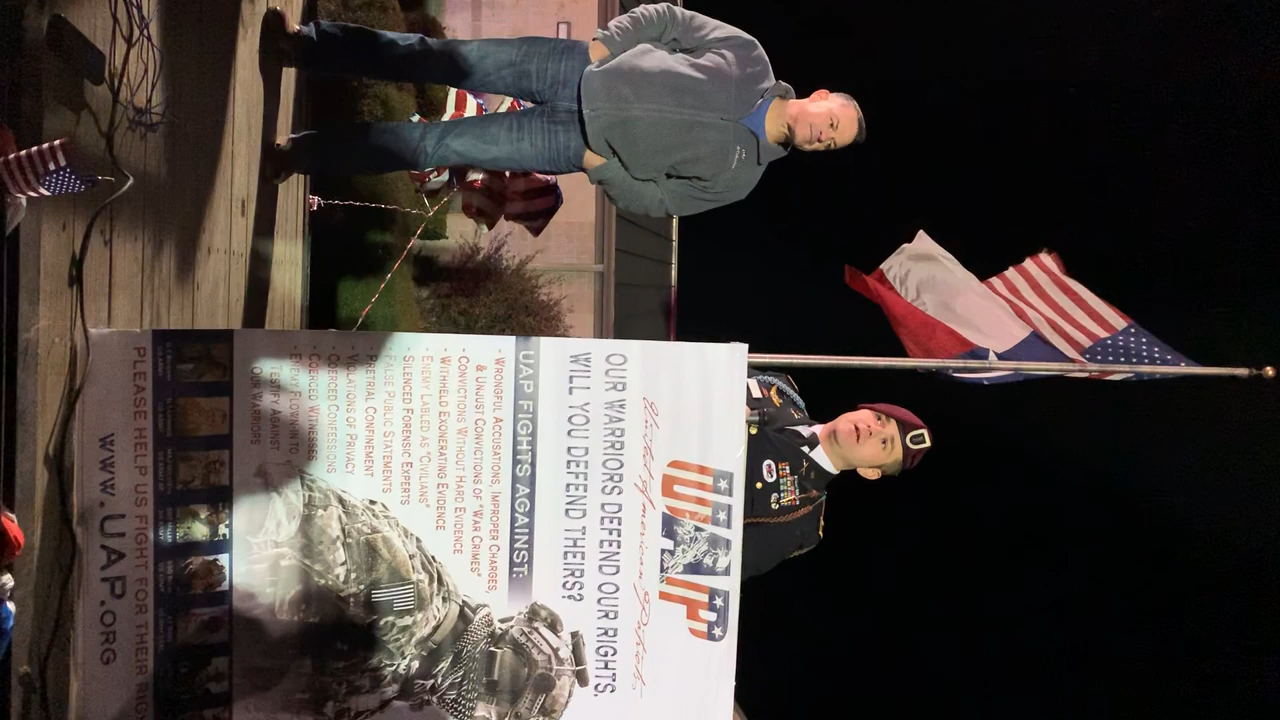 United American Patriots
UAP
OUR WARRIORS DEFEND OUR RIGHTS.
WILL YOU DEFEND THEIRS?
UAP FIGHTS AGAINST:
- WRONGFUL ACCUSATIONS, IMPROPER CHARGES,
& UNJUST CONVICTIONS OF "WAR CRIMES"
- CONVICTIONS WITHOUT HARD EVIDENCE
- WITHHELD EXONERATING EVIDENCE
- ENEMY LABLED AS "CIVILIANS"
- SILENCED FORENSIC EXPERTS
- FALSE PUBLIC STATEMENTS
- PRETRIAL CONFINEMENT
- VIOLATIONS OF PRIVACY
- COERCED CONFESSIONS
- COERCED WITNESSES
- ENEMY FLOWN IN TO
TESTIFY AGAINST
OUR WARRIORS
PLEASE HELP US FIGHT FOR THEIR
WWW.UAP.ORG